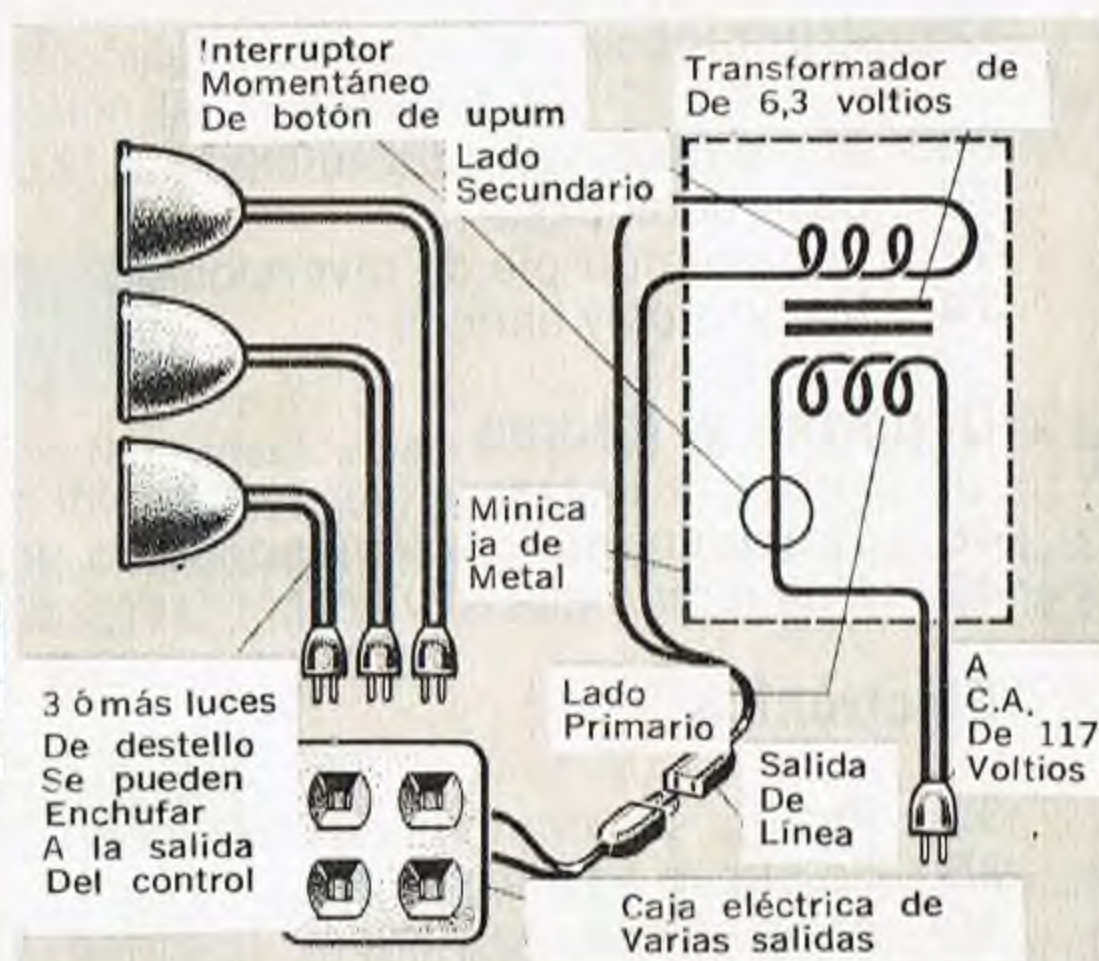 Interruptor
Momentáneo
De botón de upum
Transformador de
De 6,3 voltios
Lado
Secundario
Minica
ja de
Metal
3 ó más luces
De destello
Se pueden
Enchufar
A la salida
Del control
Lado
Primario
Salida
De
Línea
A
C.A.
De 117
Voltios
Caja eléctrica de
Varias salidas